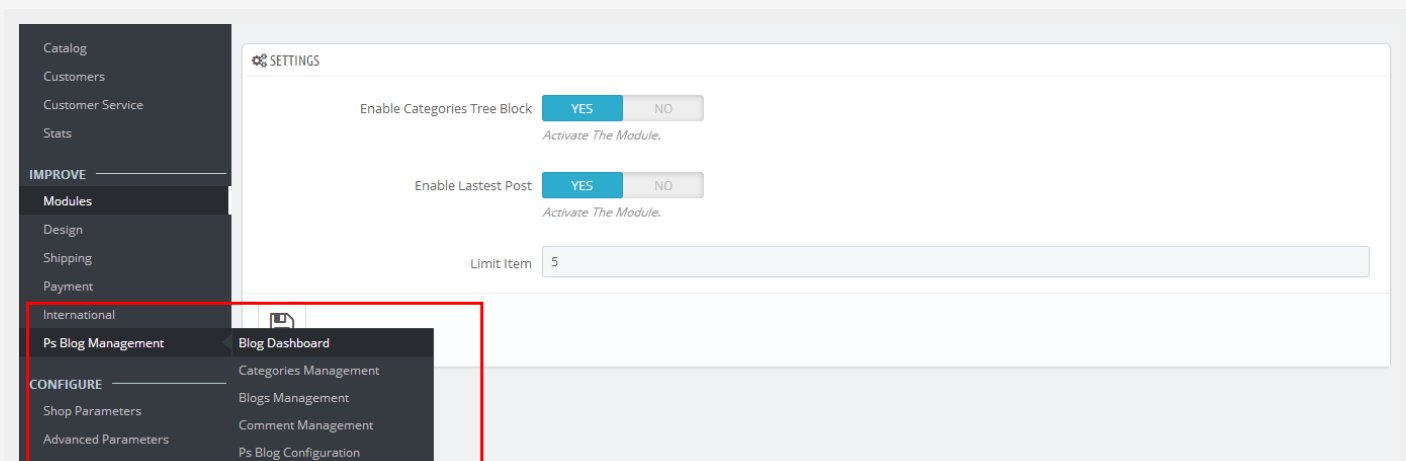 Catalog
Customers
Customer Service
Stats
IMPROVE
Modules
Design
Shipping
Payment
International
Ps Blog Management
CONFIGURE
Shop Parameters
Advanced Parameters
SETTINGS
Enable Categories Tree Block YES NO
Activate The Module.
Enable Lastest Post YES NO
Activate The Module.
Limit Item 5
Blog Dashboard
Categories Management
Blogs Management
Comment Management
Ps Blog Configuration